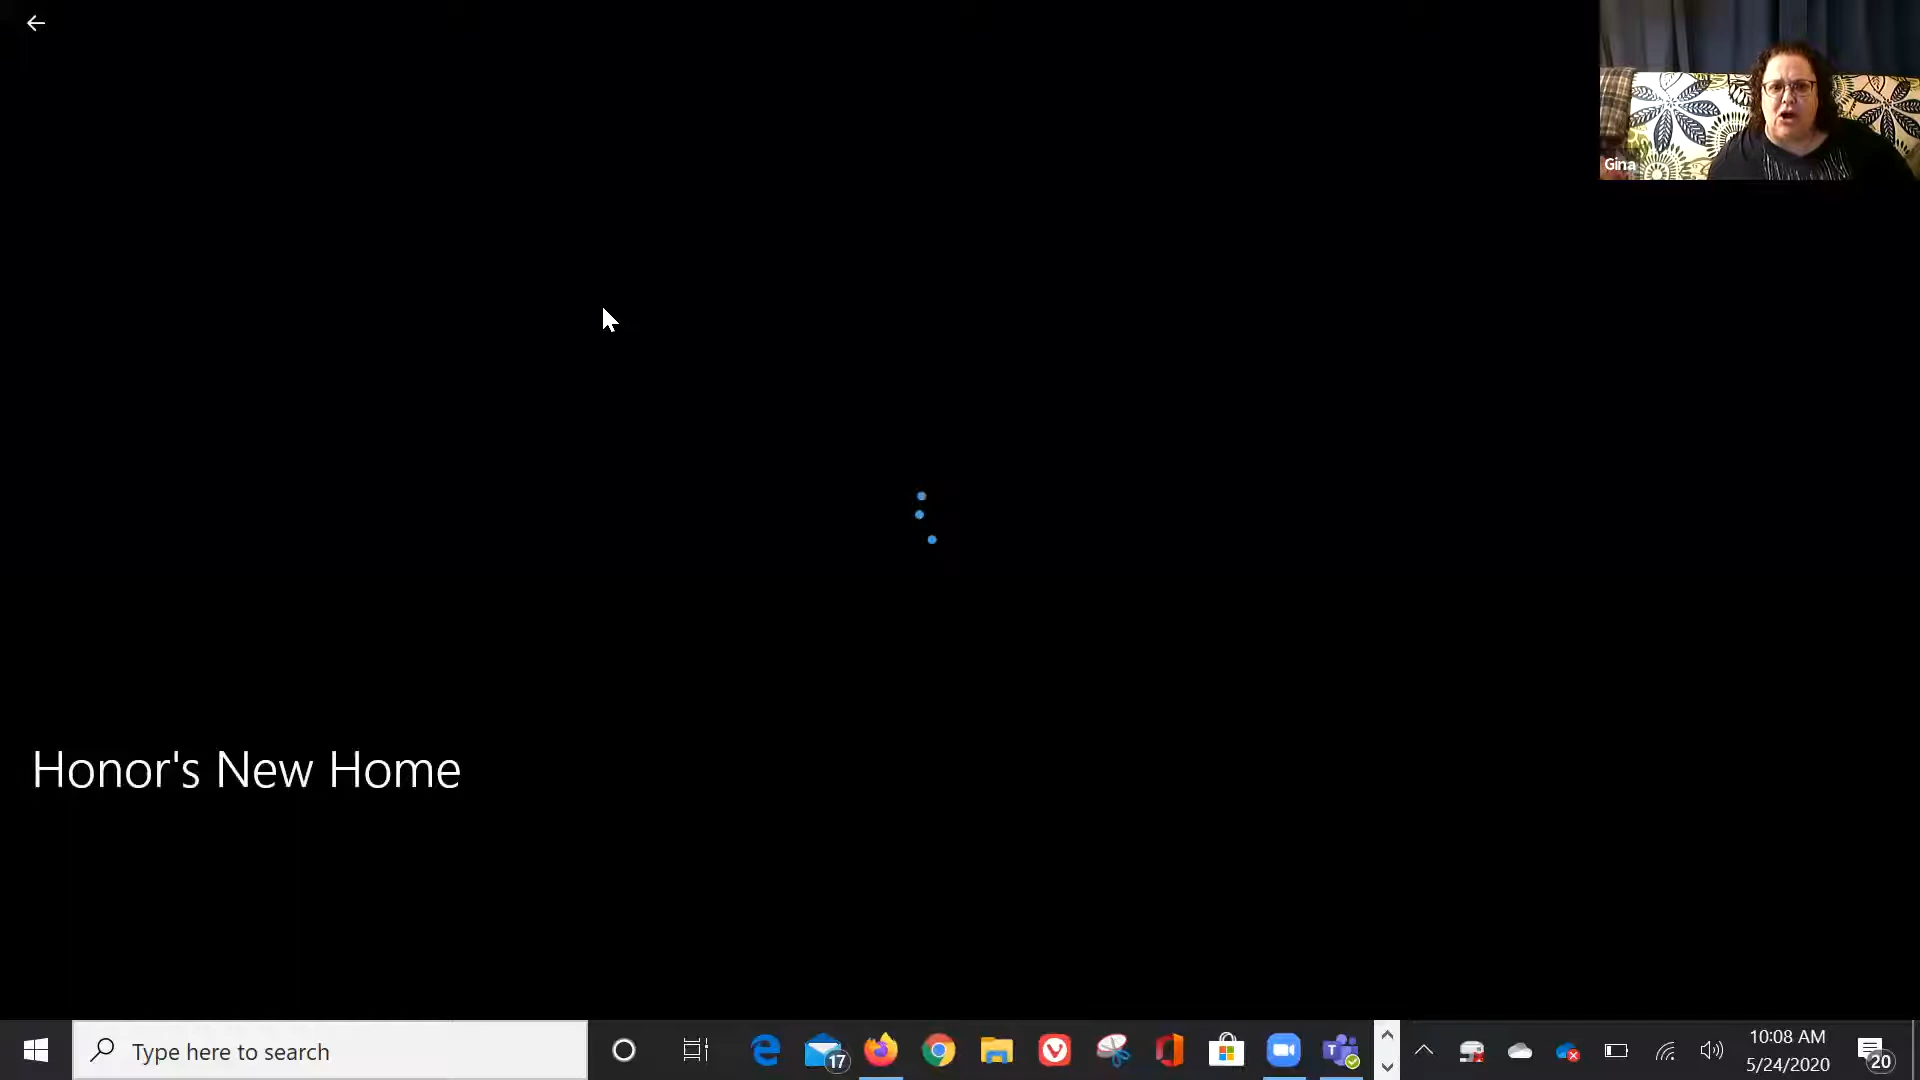 Gina
Honor's New Home
Type here to search
17
10:08 AM
5/24/2020
20